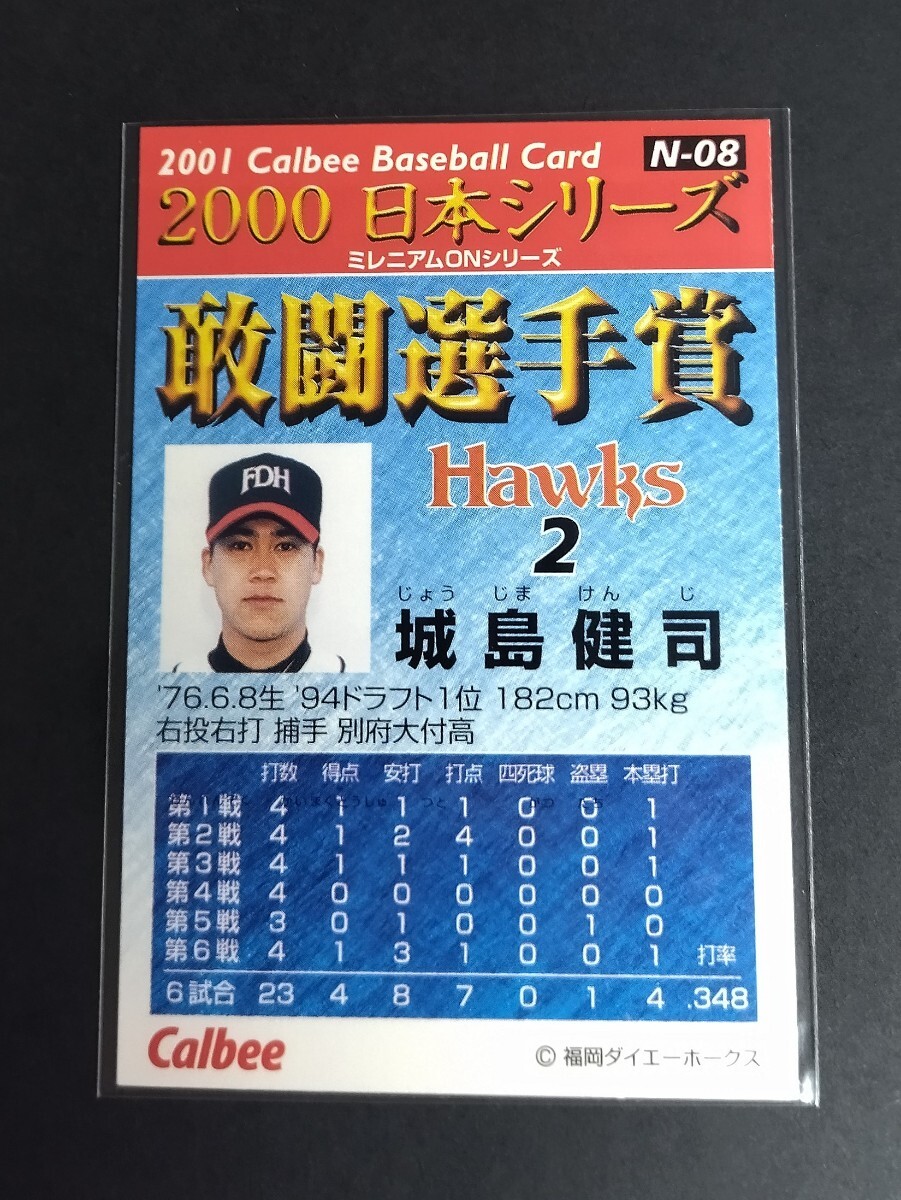 2001 Calbee Baseball Card N-08
2000 日本シリーズ
ミレニアムONシリーズ
敢闘選手賞
FDH
Hawks
2
じょう じま けん じ
城島健司
'76.6.8生 '94ドラフト1位 182cm 93kg
右投右打 捕手 別府大付高
打数 得点 安打 打点 四死球 盗塁 本塁打
第1戦 4 1 1 1 0 0 1
第2戦 4 1 2 4 0 0 1
第3戦 4 1 1 1 0 0 1
第4戦 4 0 0 0 0 0 0
第5戦 3 0 1 0 0 1 0
第6戦 4 1 3 1 0 0 1 打率
6試合 23 4 8 7 0 1 4 .348
Calbee © 福岡ダイエーホークス